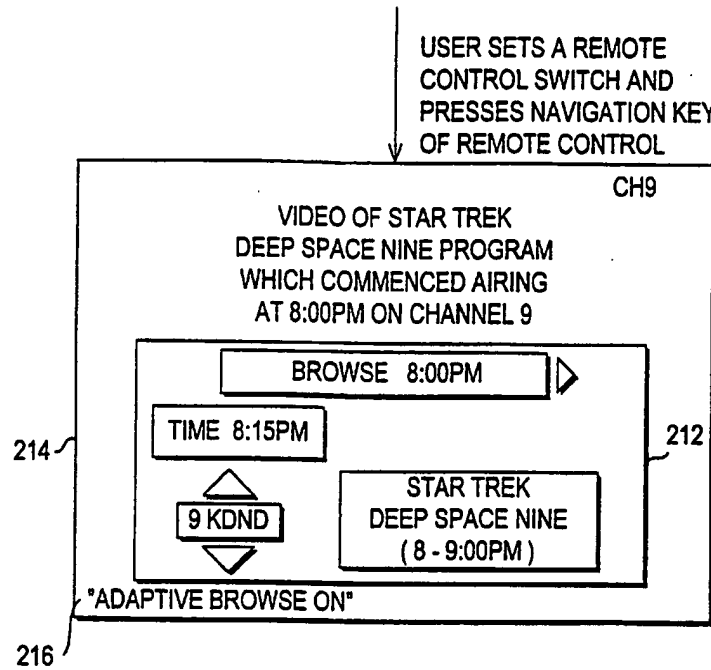 USER SETS A REMOTE
CONTROL SWITCH AND
PRESSES NAVIGATION KEY
OF REMOTE CONTROL
CH9
VIDEO OF STAR TREK
DEEP SPACE NINE PROGRAM
WHICH COMMENCED AIRING
AT 8:00PM ON CHANNEL 9
BROWSE 8:00PM
TIME 8:15PM
214
212
9 KDND
STAR TREK
DEEP SPACE NINE
( 8 - 9:00PM )
"ADAPTIVE BROWSE ON"
216